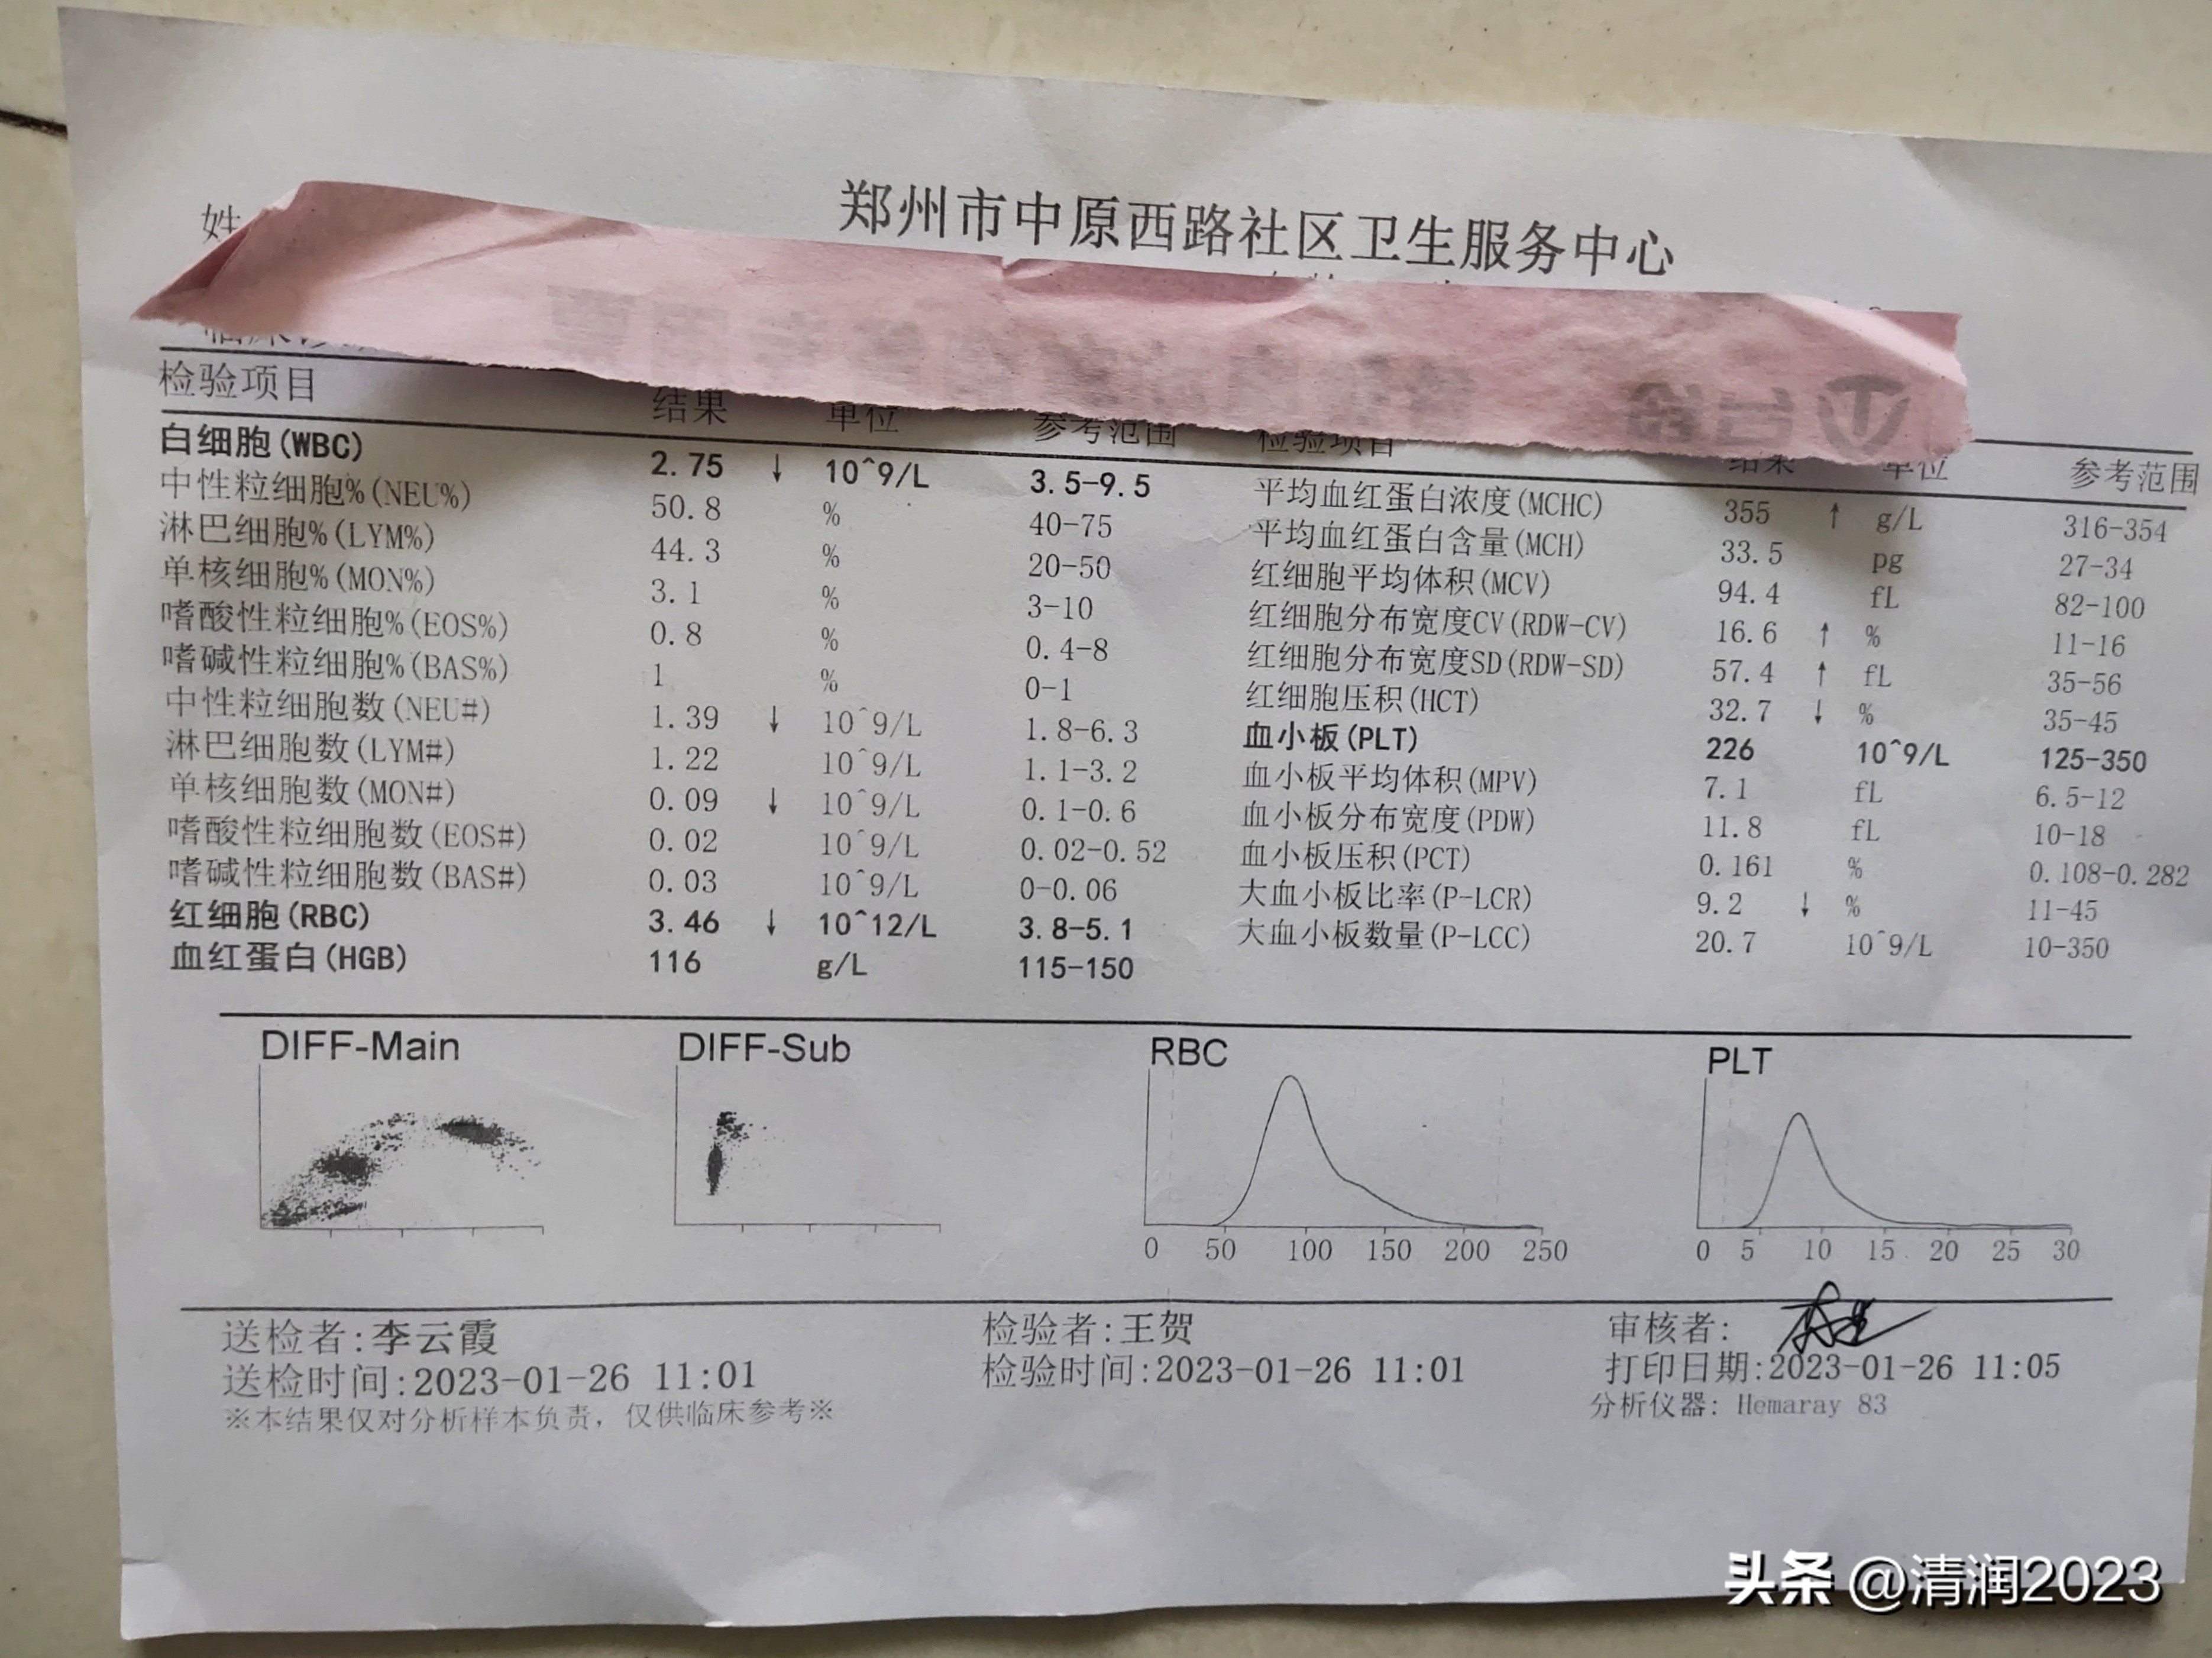 郑州市中原西路社区卫生服务中心
姓
检验项目 结果 单位 参考范围 检验项目 结果 单位 参考范围
白细胞(WBC) 2.75 ↓ 10^9/L 3.5-9.5 平均血红蛋白浓度(MCHC) 355 ↑ g/L 316-354
中性粒细胞%(NEU%) 50.8 % 40-75 平均血红蛋白含量(MCH) 33.5 pg 27-34
淋巴细胞%(LYM%) 44.3 % 20-50 红细胞平均体积(MCV) 94.4 fL 82-100
单核细胞%(MON%) 3.1 % 3-10 红细胞分布宽度CV(RDW-CV) 16.6 ↑ % 11-16
嗜酸性粒细胞%(EOS%) 0.8 % 0.4-8 红细胞分布宽度SD(RDW-SD) 57.4 ↑ fL 35-56
嗜碱性粒细胞%(BAS%) 1 % 0-1 红细胞压积(HCT) 32.7 ↓ % 35-45
中性粒细胞数(NEU#) 1.39 ↓ 10^9/L 1.8-6.3 血小板(PLT) 226 10^9/L 125-350
淋巴细胞数(LYM#) 1.22 10^9/L 1.1-3.2 血小板平均体积(MPV) 7.1 fL 6.5-12
单核细胞数(MON#) 0.09 ↓ 10^9/L 0.1-0.6 血小板分布宽度(PDW) 11.8 fL 10-18
嗜酸性粒细胞数(EOS#) 0.02 10^9/L 0.02-0.52 血小板压积(PCT) 0.161 % 0.108-0.282
嗜碱性粒细胞数(BAS#) 0.03 10^9/L 0-0.06 大血小板比率(P-LCR) 9.2 ↓ % 11-45
红细胞(RBC) 3.46 ↓ 10^12/L 3.8-5.1 大血小板数量(P-LCC) 20.7 10^9/L 10-350
血红蛋白(HGB) 116 g/L 115-150
DIFF-Main DIFF-Sub RBC PLT
0 50 100 150 200 250 0 5 10 15 20 25 30
送检者:李云霞 检验者:王贺 审核者:
送检时间:2023-01-26 11:01 检验时间:2023-01-26 11:01 打印日期:2023-01-26 11:05
※本结果仅对分析样本负责，仅供临床参考※ 分析仪器: Hemaray 83
头条 @清润2023